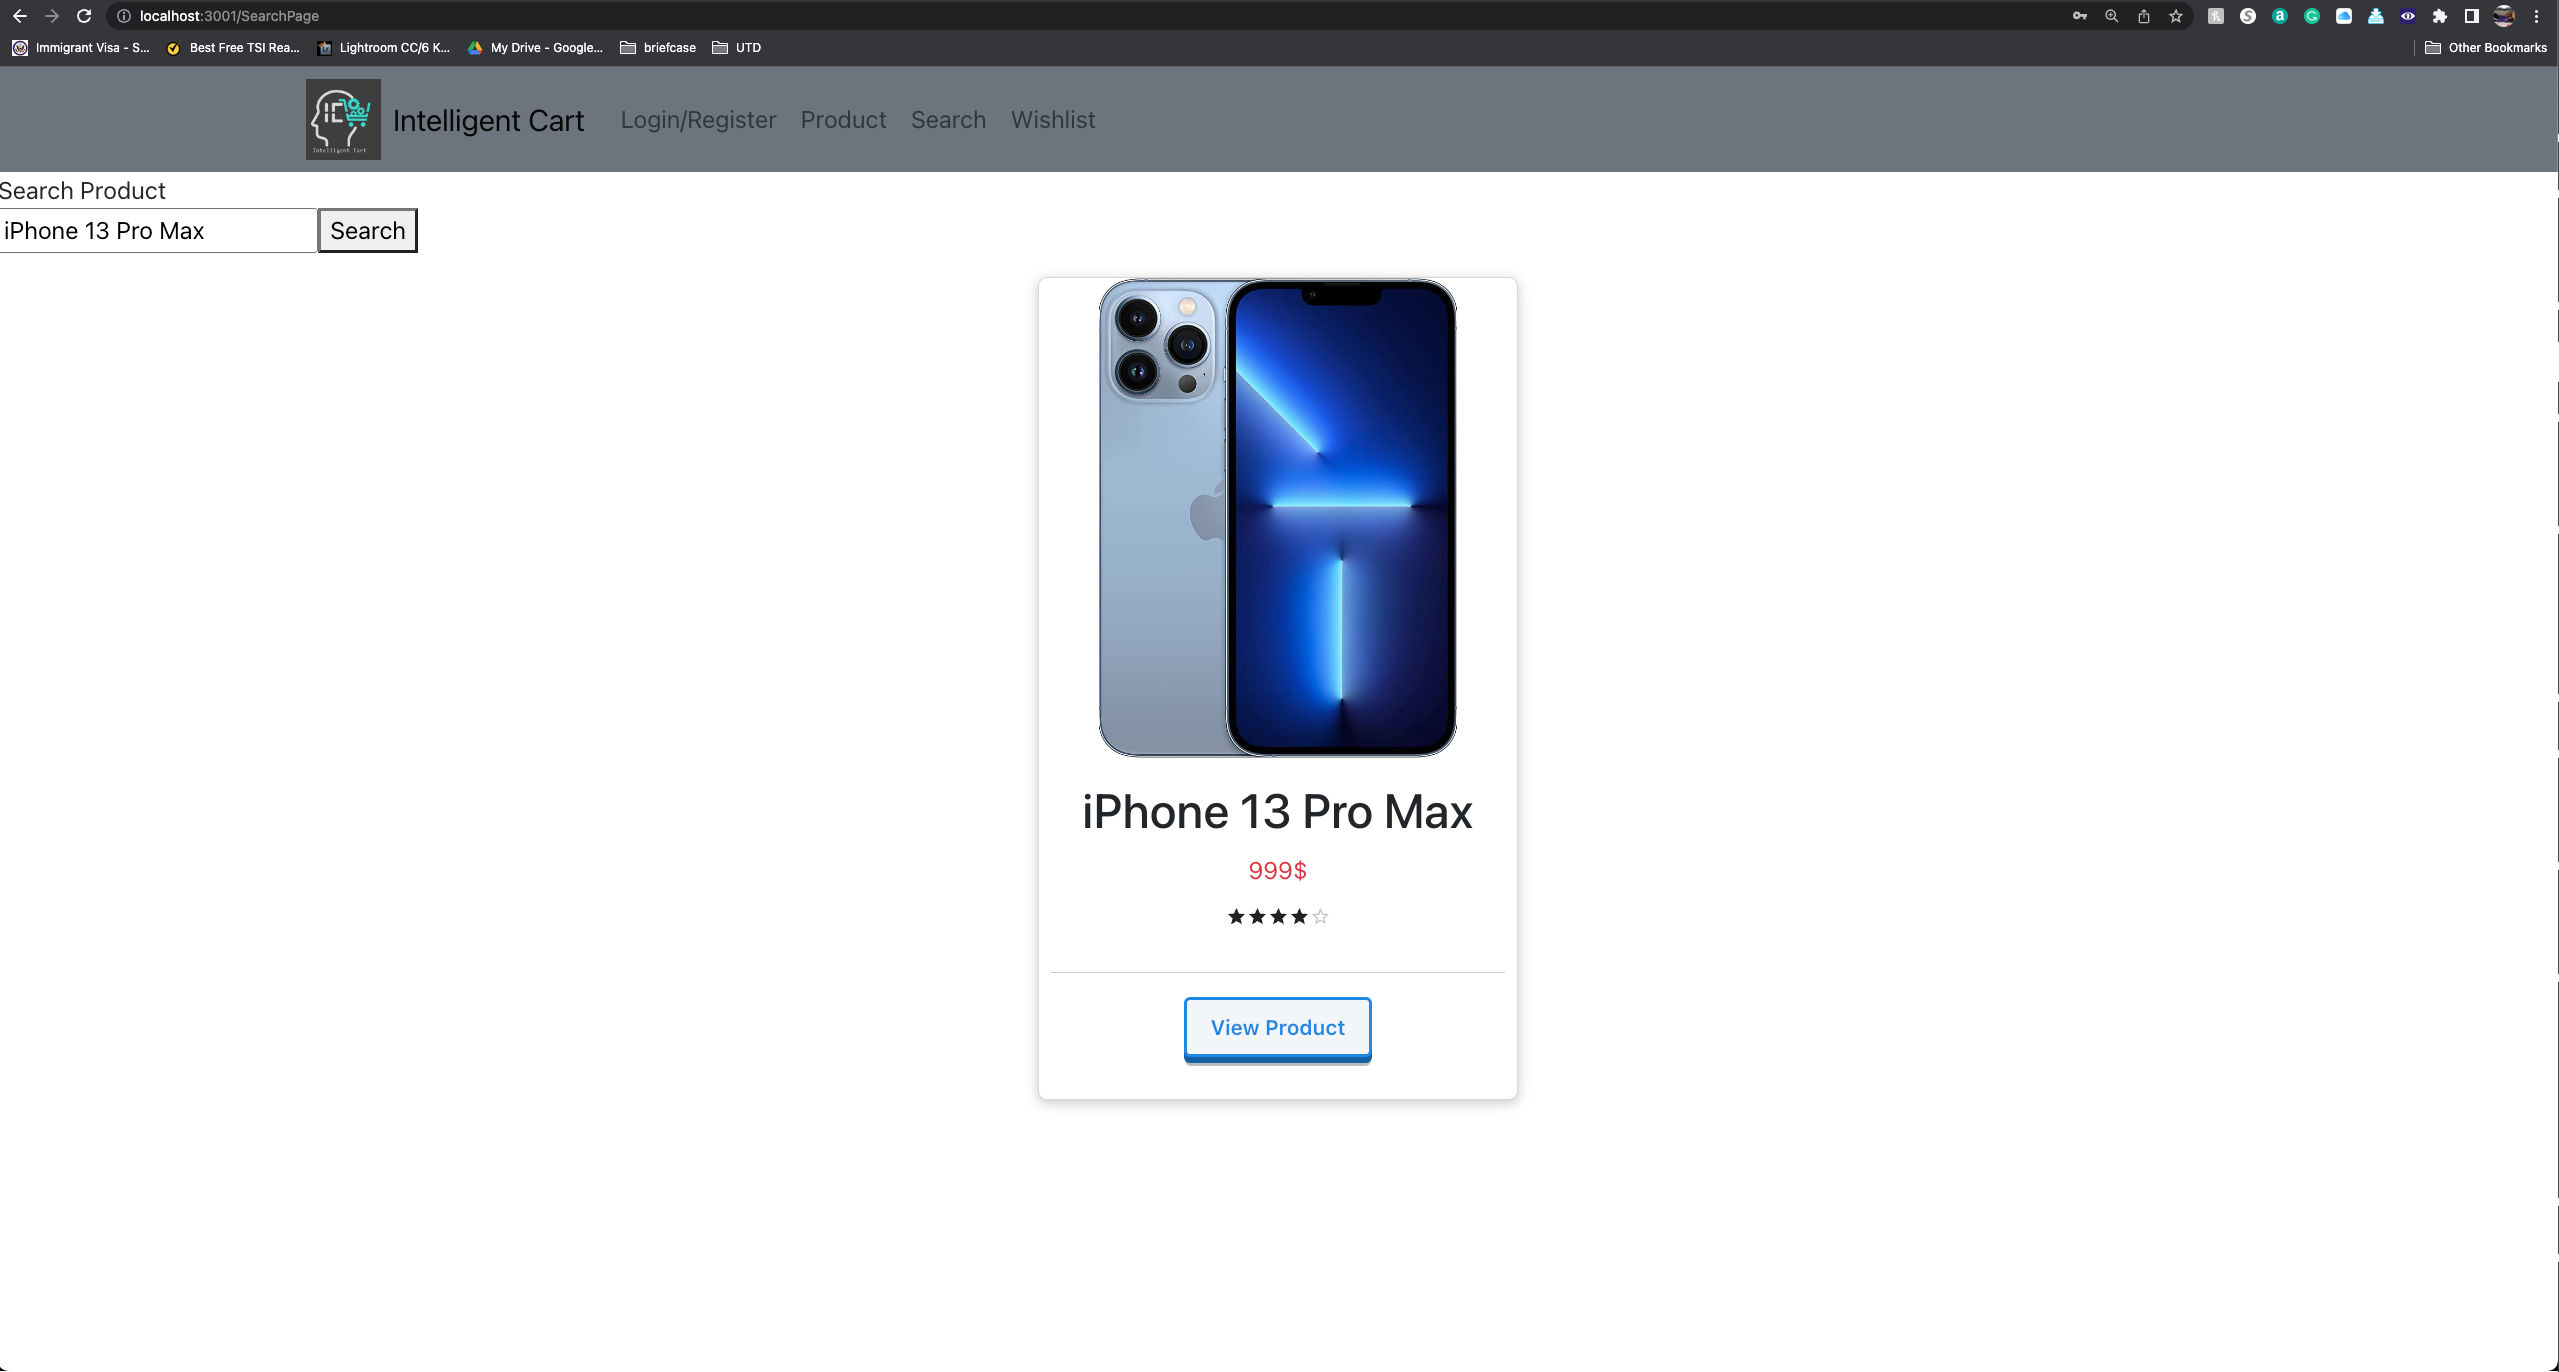 localhost:3001/SearchPage
Immigrant Visa - S... Best Free TSI Rea... Lightroom CC/6 K... My Drive - Google... briefcase UTD Other Bookmarks
IC
Intelligent Cart
Intelligent Cart Login/Register Product Search Wishlist
Search Product
iPhone 13 Pro Max Search
iPhone 13 Pro Max
999$
View Product